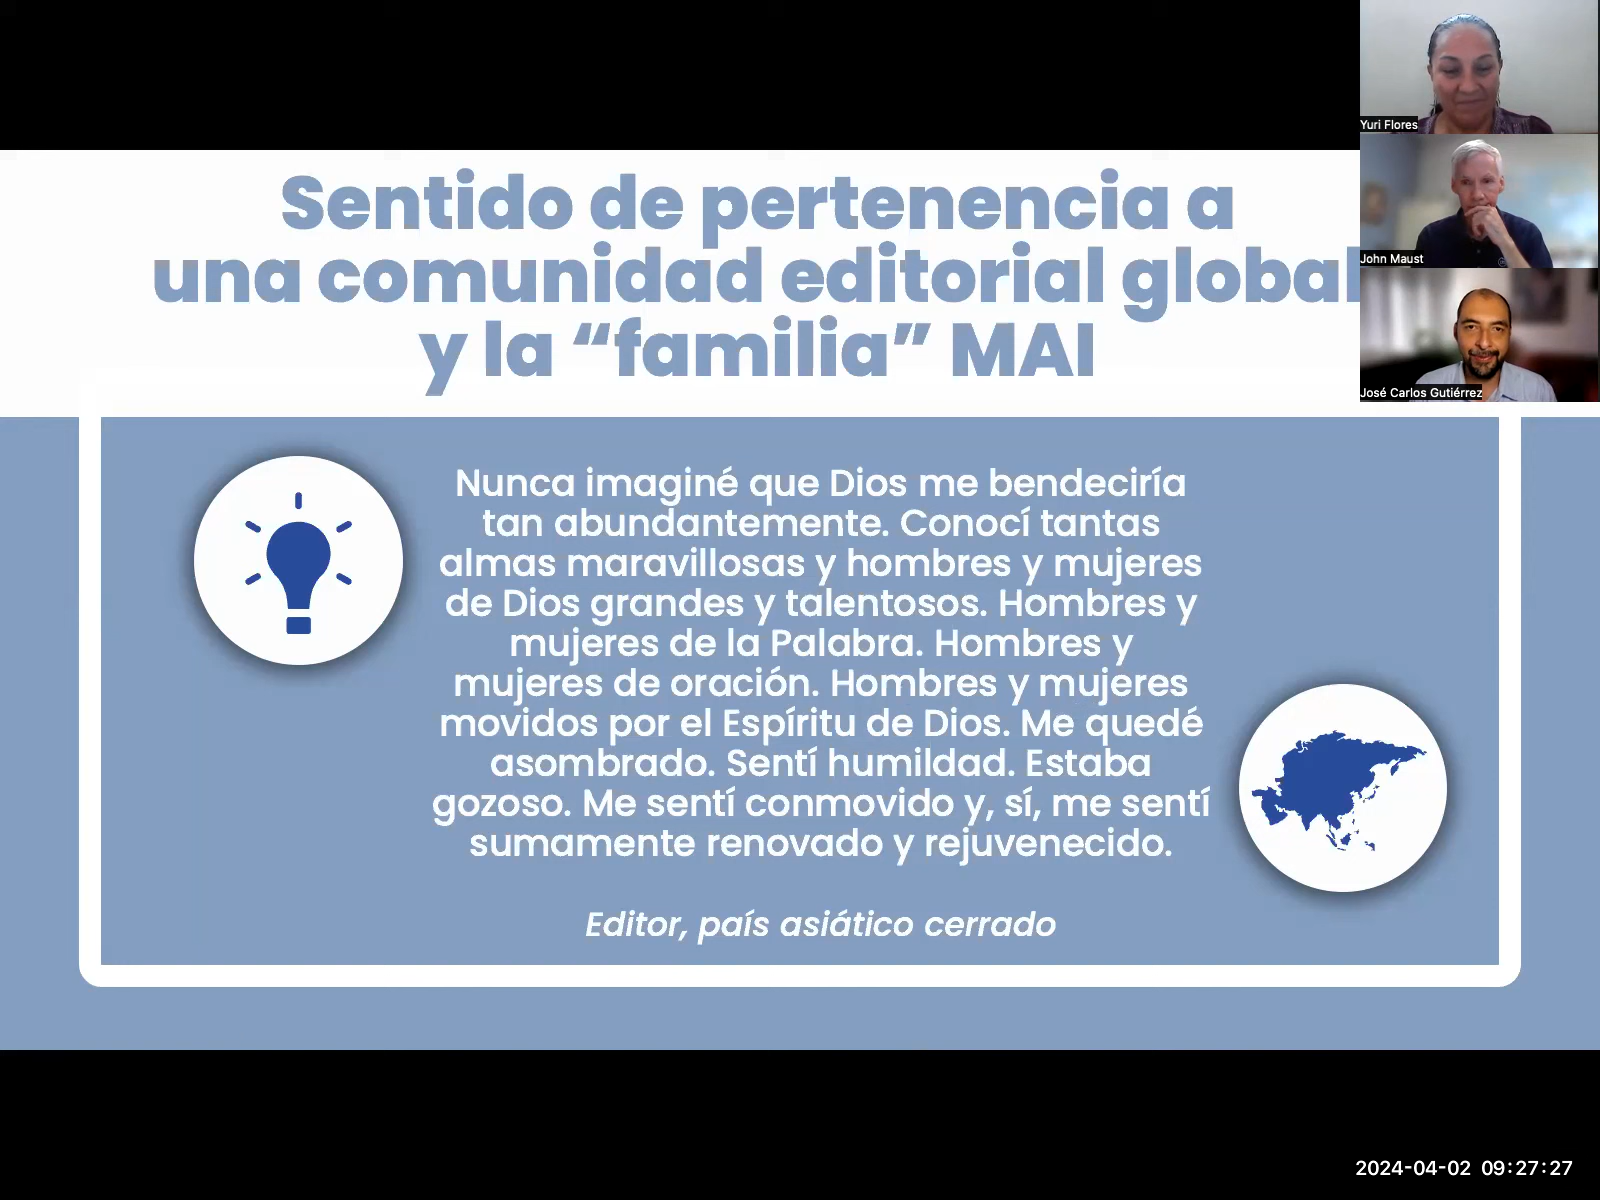 Sentido de pertenencia a
una comunidad editorial global
y la “familia” MAI
Nunca imaginé que Dios me bendeciría
tan abundantemente. Conocí tantas
almas maravillosas y hombres y mujeres
de Dios grandes y talentosos. Hombres y
mujeres de la Palabra. Hombres y
mujeres de oración. Hombres y mujeres
movidos por el Espíritu de Dios. Me quedé
asombrado. Sentí humildad. Estaba
gozoso. Me sentí conmovido y, sí, me sentí
sumamente renovado y rejuvenecido.
Editor, país asiático cerrado
Yuri Flores
John Maust
José Carlos Gutiérrez
2024-04-02 09:27:27